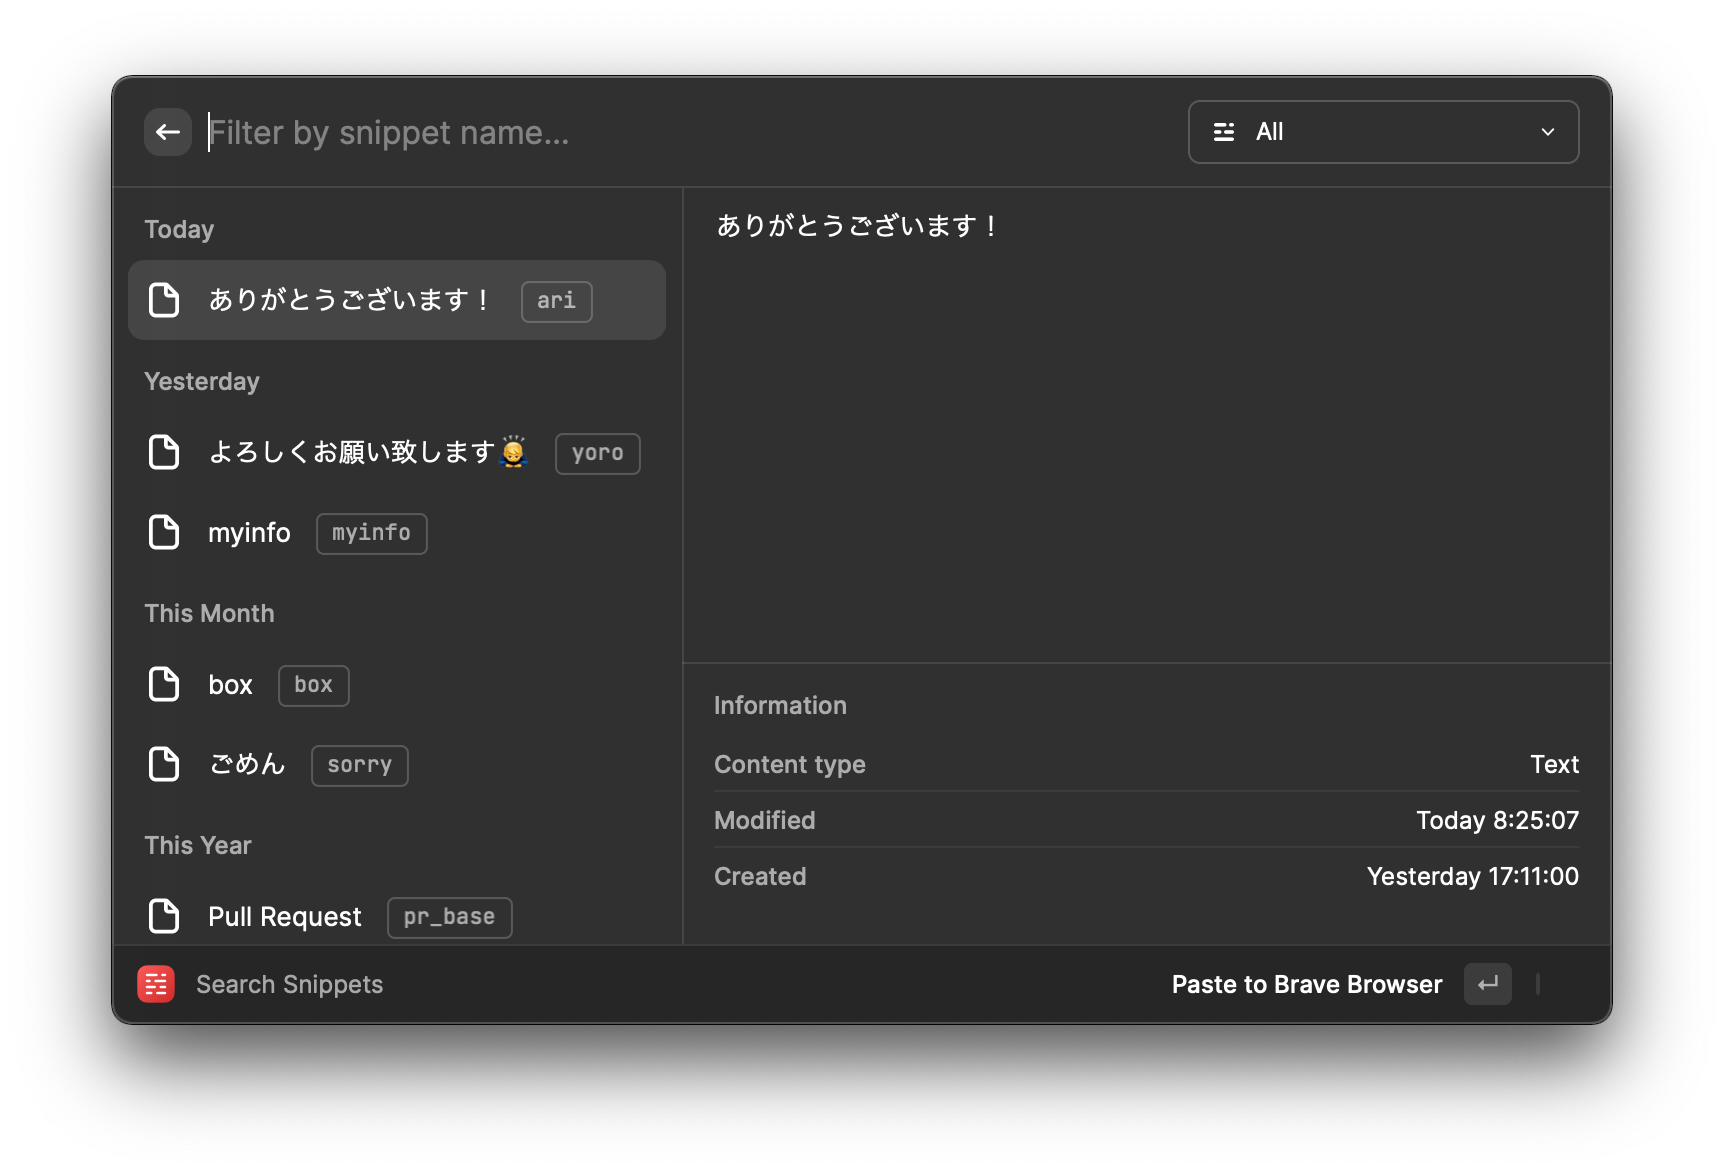 Filter by snippet name...
All
Today
ありがとうございます！ ari
Yesterday
よろしくお願い致します🙇 yoro
myinfo myinfo
This Month
box box
ごめん sorry
This Year
Pull Request pr_base
ありがとうございます！
Information
Content type Text
Modified Today 8:25:07
Created Yesterday 17:11:00
Search Snippets
Paste to Brave Browser